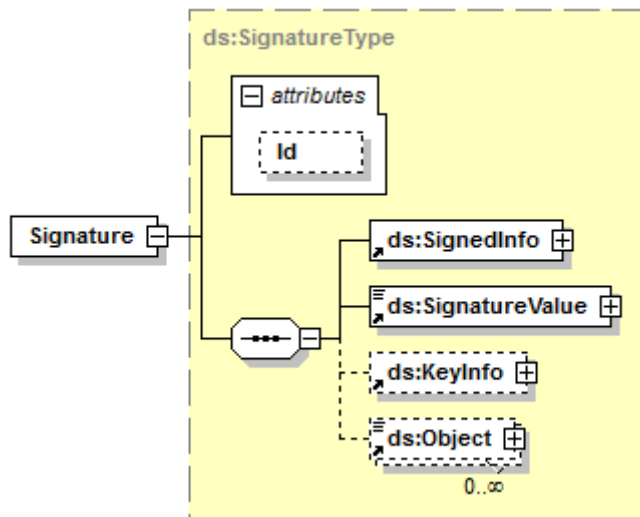 ds:SignatureType
attributes
Id
Signature
ds:SignedInfo
ds:SignatureValue
ds:KeyInfo
ds:Object
0..∞